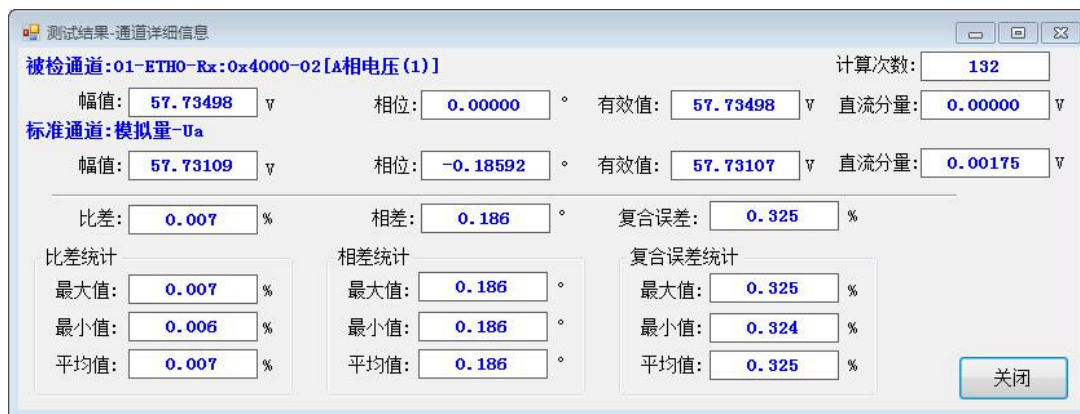 测试结果-通道详细信息
被检通道:01-ETH0-Rx:0x4000-02[A相电压(1)] 计算次数: 132
幅值: 57.73498 V 相位: 0.00000 ° 有效值: 57.73498 V 直流分量: 0.00000 V
标准通道:模拟量-Ua
幅值: 57.73109 V 相位: -0.18592 ° 有效值: 57.73107 V 直流分量: 0.00175 V
比差: 0.007 % 相差: 0.186 ° 复合误差: 0.325 %
比差统计 相差统计 复合误差统计
最大值: 0.007 % 最大值: 0.186 ° 最大值: 0.325 %
最小值: 0.006 % 最小值: 0.186 ° 最小值: 0.324 %
平均值: 0.007 % 平均值: 0.186 ° 平均值: 0.325 %
关闭